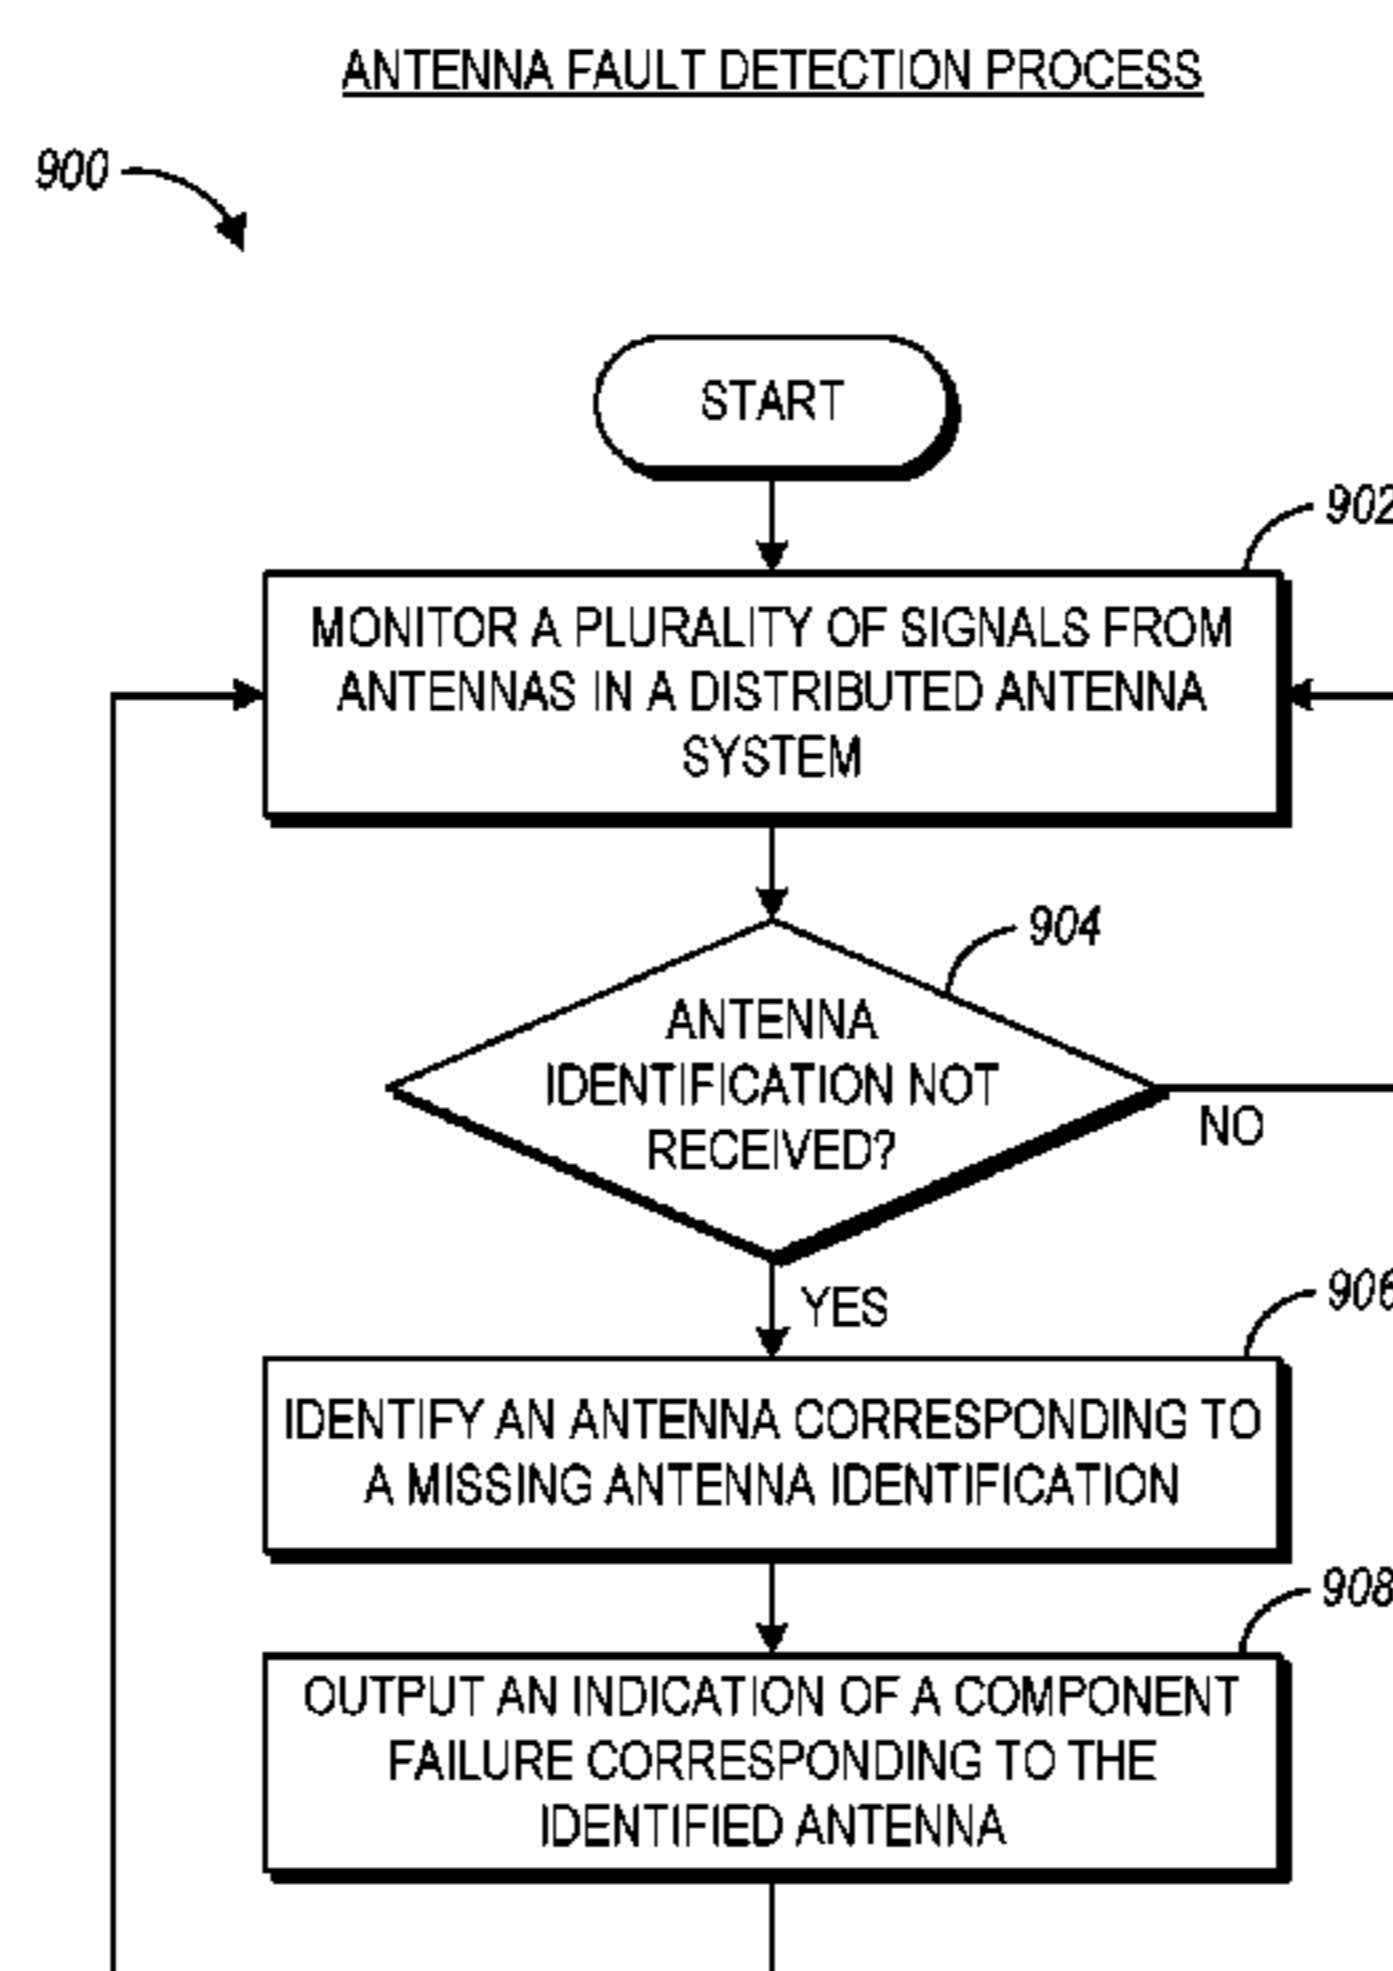 ANTENNA FAULT DETECTION PROCESS
900
START
902
MONITOR A PLURALITY OF SIGNALS FROM
ANTENNAS IN A DISTRIBUTED ANTENNA
SYSTEM
904
ANTENNA
IDENTIFICATION NOT
RECEIVED?
NO
YES
906
IDENTIFY AN ANTENNA CORRESPONDING TO
A MISSING ANTENNA IDENTIFICATION
908
OUTPUT AN INDICATION OF A COMPONENT
FAILURE CORRESPONDING TO THE
IDENTIFIED ANTENNA